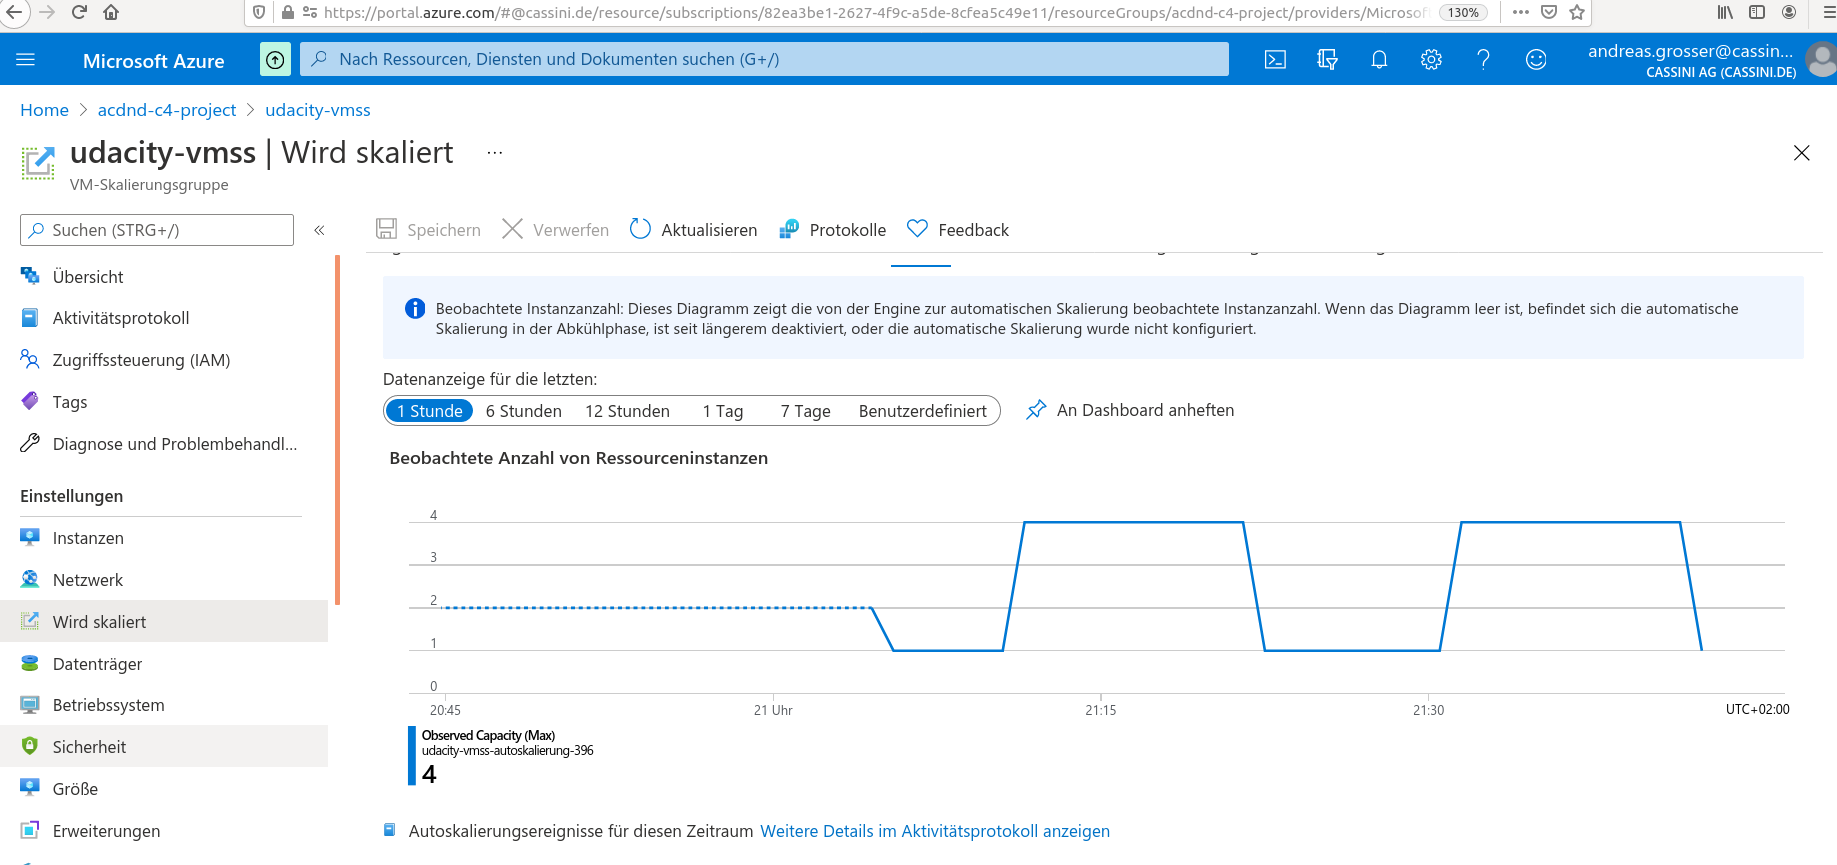 https://portal.azure.com/#@cassini.de/resource/subscriptions/82ea3be1-2627-4f9c-a5de-8cfea5c49e11/resourceGroups/acdnd-c4-project/providers/Microsoft
130%
Microsoft Azure
Nach Ressourcen, Diensten und Dokumenten suchen (G+/)
andreas.grosser@cassin...
CASSINI AG (CASSINI.DE)
Home > acdnd-c4-project > udacity-vmss
udacity-vmss | Wird skaliert ...
VM-Skalierungsgruppe
Suchen (STRG+/)
«
Speichern
Verwerfen
Aktualisieren
Protokolle
Feedback
Übersicht
Aktivitätsprotokoll
Zugriffssteuerung (IAM)
Tags
Diagnose und Problembehandl...
Einstellungen
Instanzen
Netzwerk
Wird skaliert
Datenträger
Betriebssystem
Sicherheit
Größe
Erweiterungen
Beobachtete Instanzanzahl: Dieses Diagramm zeigt die von der Engine zur automatischen Skalierung beobachtete Instanzanzahl. Wenn das Diagramm leer ist, befindet sich die automatische
Skalierung in der Abkühlphase, ist seit längerem deaktiviert, oder die automatische Skalierung wurde nicht konfiguriert.
Datenanzeige für die letzten:
1 Stunde 6 Stunden 12 Stunden 1 Tag 7 Tage Benutzerdefiniert
An Dashboard anheften
Beobachtete Anzahl von Ressourceninstanzen
4
3
2
1
0
20:45 21 Uhr 21:15 21:30 UTC+02:00
Observed Capacity (Max)
udacity-vmss-autoskalierung-396
4
Autoskalierungsereignisse für diesen Zeitraum Weitere Details im Aktivitätsprotokoll anzeigen